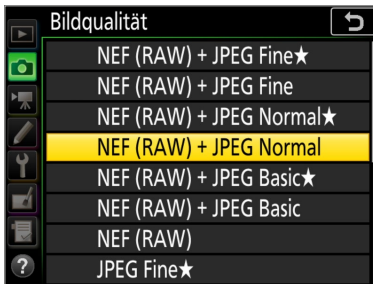 Bildqualität
NEF (RAW) + JPEG Fine★
NEF (RAW) + JPEG Fine
NEF (RAW) + JPEG Normal★
NEF (RAW) + JPEG Normal
NEF (RAW) + JPEG Basic★
NEF (RAW) + JPEG Basic
NEF (RAW)
JPEG Fine★
?